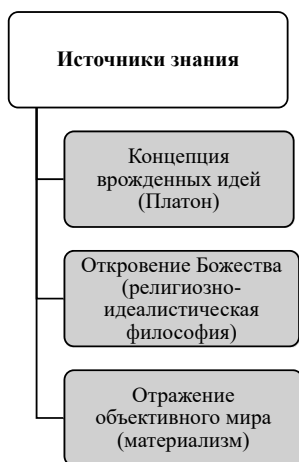 Источники знания
Концепция
врожденных идей
(Платон)
Откровение Божества
(религиозно-
идеалистическая
философия)
Отражение
объективного мира
(материализм)